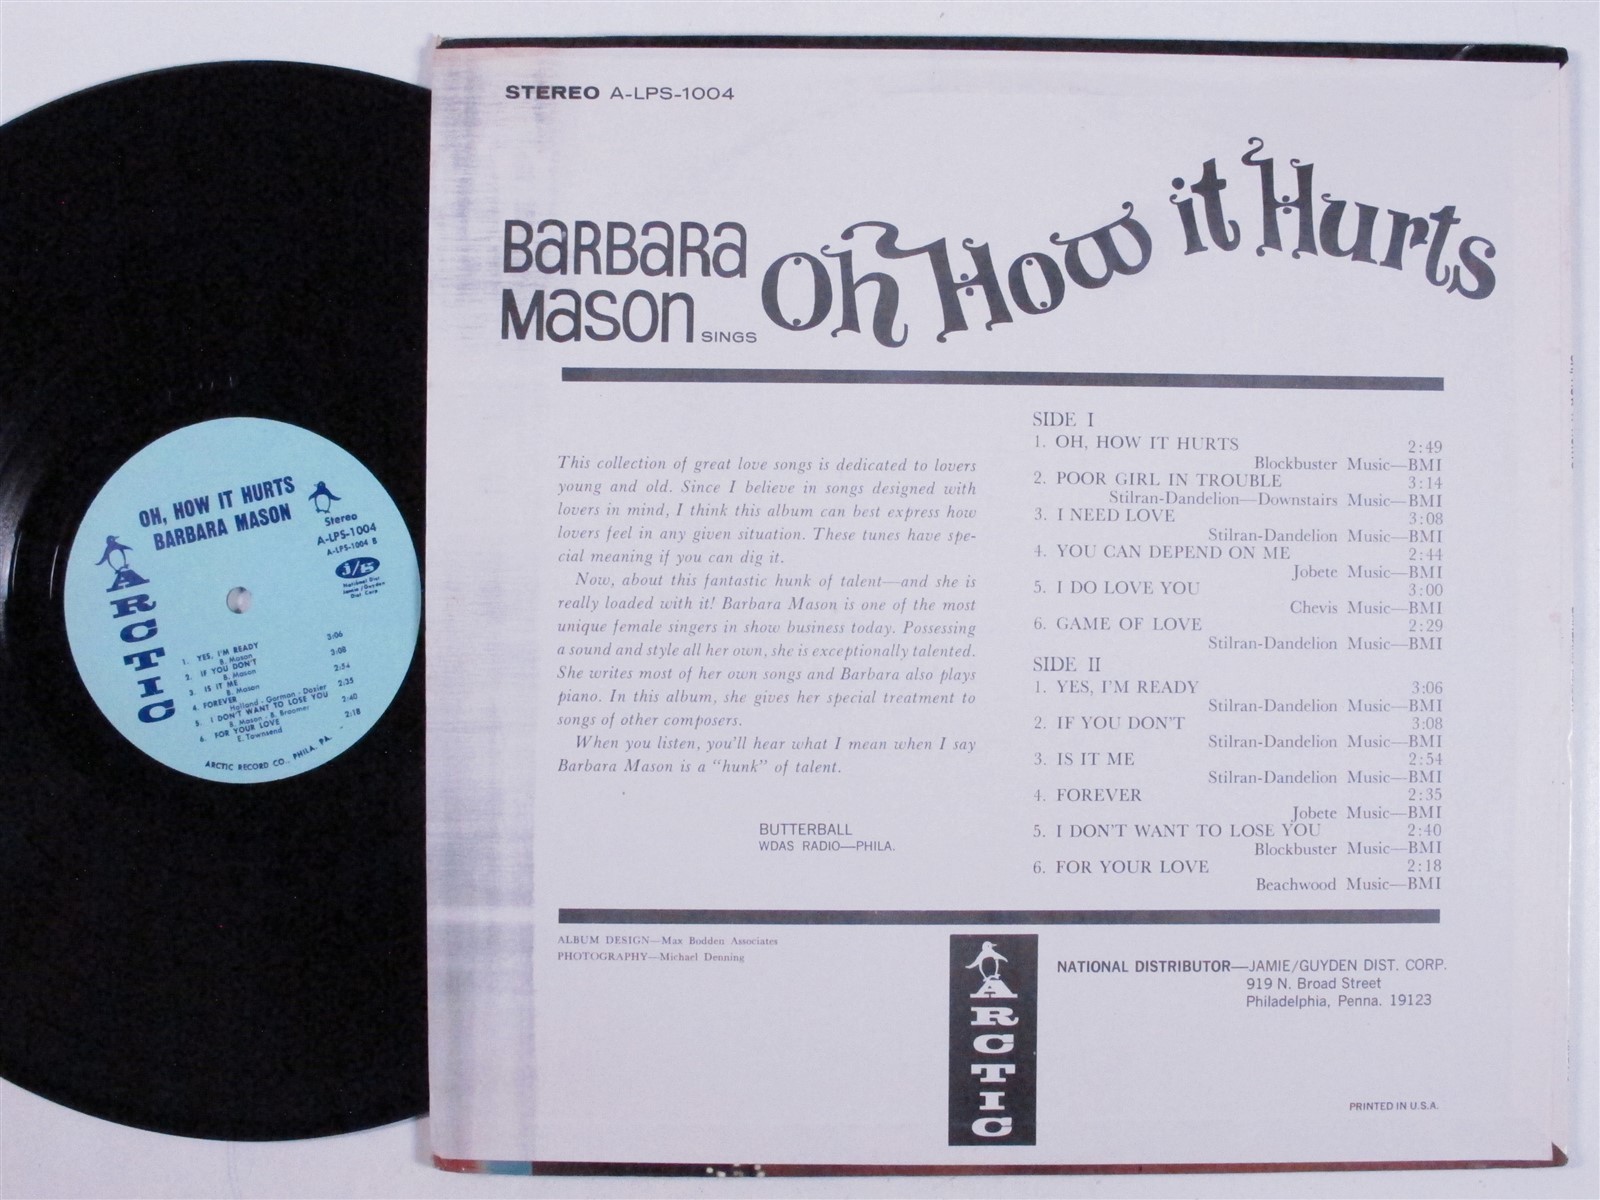 OH, HOW IT HURTS
BARBARA MASON
Stereo
A-LPS-1004
A-LPS-1004 B
J/G
National Dist
Jamie/Guyden
Dist Corp
ARCTIC
1. YES, I'M READY 3:06
B. Mason
2. IF YOU DON'T 3:08
B. Mason
3. IS IT ME 2:54
B. Mason
4. FOREVER 2:35
Holland - Gorman - Dozier
5. I DON'T WANT TO LOSE YOU 2:40
B. Mason - B. Broomer
6. FOR YOUR LOVE 2:18
E. Townsend
ARCTIC RECORD CO., PHILA. PA.
STEREO A-LPS-1004
BARBARA
MASON SINGS
Oh How it Hurts
This collection of great love songs is dedicated to lovers
young and old. Since I believe in songs designed with
lovers in mind, I think this album can best express how
lovers feel in any given situation. These tunes have spe-
cial meaning if you can dig it.
Now, about this fantastic hunk of talent—and she is
really loaded with it! Barbara Mason is one of the most
unique female singers in show business today. Possessing
a sound and style all her own, she is exceptionally talented.
She writes most of her own songs and Barbara also plays
piano. In this album, she gives her special treatment to
songs of other composers.
When you listen, you'll hear what I mean when I say
Barbara Mason is a "hunk" of talent.
BUTTERBALL
WDAS RADIO—PHILA.
SIDE I
1. OH, HOW IT HURTS 2:49
Blockbuster Music—BMI
2. POOR GIRL IN TROUBLE 3:14
Stilran-Dandelion—Downstairs Music—BMI
3. I NEED LOVE 3:08
Stilran-Dandelion Music—BMI
4. YOU CAN DEPEND ON ME 2:44
Jobete Music—BMI
5. I DO LOVE YOU 3:00
Chevis Music—BMI
6. GAME OF LOVE 2:29
Stilran-Dandelion Music—BMI
SIDE II
1. YES, I'M READY 3:06
Stilran-Dandelion Music—BMI
2. IF YOU DON'T 3:08
Stilran-Dandelion Music—BMI
3. IS IT ME 2:54
Stilran-Dandelion Music—BMI
4. FOREVER 2:35
Jobete Music—BMI
5. I DON'T WANT TO LOSE YOU 2:40
Blockbuster Music—BMI
6. FOR YOUR LOVE 2:18
Beachwood Music—BMI
ALBUM DESIGN—Max Bodden Associates
PHOTOGRAPHY—Michael Denning
ARCTIC
NATIONAL DISTRIBUTOR—JAMIE/GUYDEN DIST. CORP.
919 N. Broad Street
Philadelphia, Penna. 19123
PRINTED IN U.S.A.